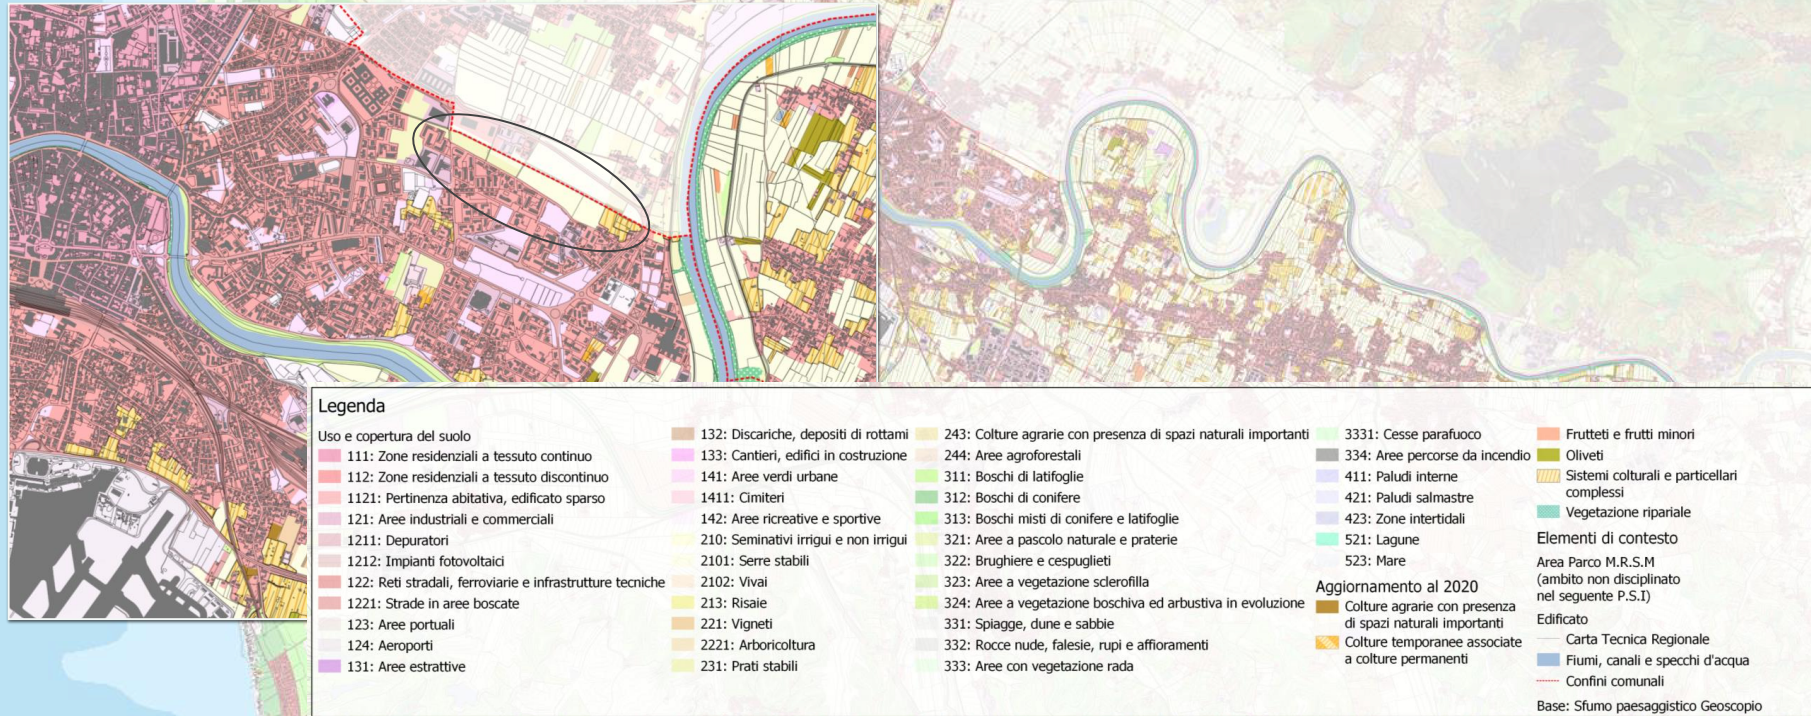 Legenda
Uso e copertura del suolo
111: Zone residenziali a tessuto continuo
112: Zone residenziali a tessuto discontinuo
1121: Pertinenza abitativa, edificato sparso
121: Aree industriali e commerciali
1211: Depuratori
1212: Impianti fotovoltaici
122: Reti stradali, ferroviarie e infrastrutture tecniche
1221: Strade in aree boscate
123: Aree portuali
124: Aeroporti
131: Aree estrattive
132: Discariche, depositi di rottami
133: Cantieri, edifici in costruzione
141: Aree verdi urbane
1411: Cimiteri
142: Aree ricreative e sportive
210: Seminativi irrigui e non irrigui
2101: Serre stabili
2102: Vivai
213: Risaie
221: Vigneti
2221: Arboricoltura
231: Prati stabili
243: Colture agrarie con presenza di spazi naturali importanti
244: Aree agroforestali
311: Boschi di latifoglie
312: Boschi di conifere
313: Boschi misti di conifere e latifoglie
321: Aree a pascolo naturale e praterie
322: Brughiere e cespuglieti
323: Aree a vegetazione sclerofilla
324: Aree a vegetazione boschiva ed arbustiva in evoluzione
331: Spiagge, dune e sabbie
332: Rocce nude, falesie, rupi e affioramenti
333: Aree con vegetazione rada
3331: Cesse parafuoco
334: Aree percorse da incendio
411: Paludi interne
421: Paludi salmastre
423: Zone intertidali
521: Lagune
523: Mare
Aggiornamento al 2020
Colture agrarie con presenza
di spazi naturali importanti
Colture temporanee associate
a colture permanenti
Frutteti e frutti minori
Oliveti
Sistemi colturali e particellari
complessi
Vegetazione ripariale
Elementi di contesto
Area Parco M.R.S.M
(ambito non disciplinato
nel seguente P.S.I)
Edificato
Carta Tecnica Regionale
Fiumi, canali e specchi d'acqua
Confini comunali
Base: Sfumo paesaggistico Geoscopio